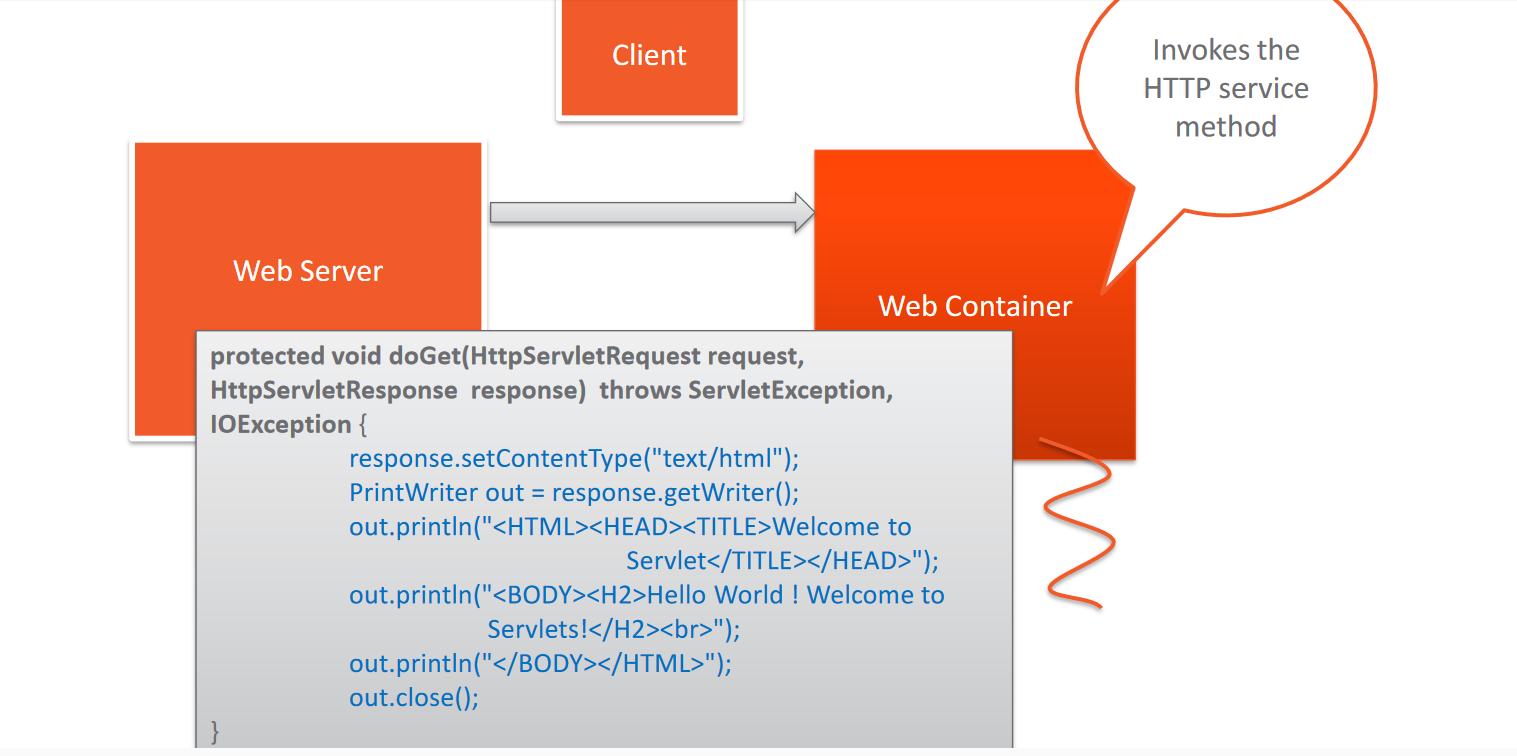 Client
Invokes the
HTTP service
method
Web Server
Web Container
protected void doGet(HttpServletRequest request,
HttpServletResponse  response)  throws ServletException,
IOException {
response.setContentType("text/html");
PrintWriter out = response.getWriter();
out.println("<HTML><HEAD><TITLE>Welcome to
Servlet</TITLE></HEAD>");
out.println("<BODY><H2>Hello World ! Welcome to
Servlets!</H2><br>");
out.println("</BODY></HTML>");
out.close();
}